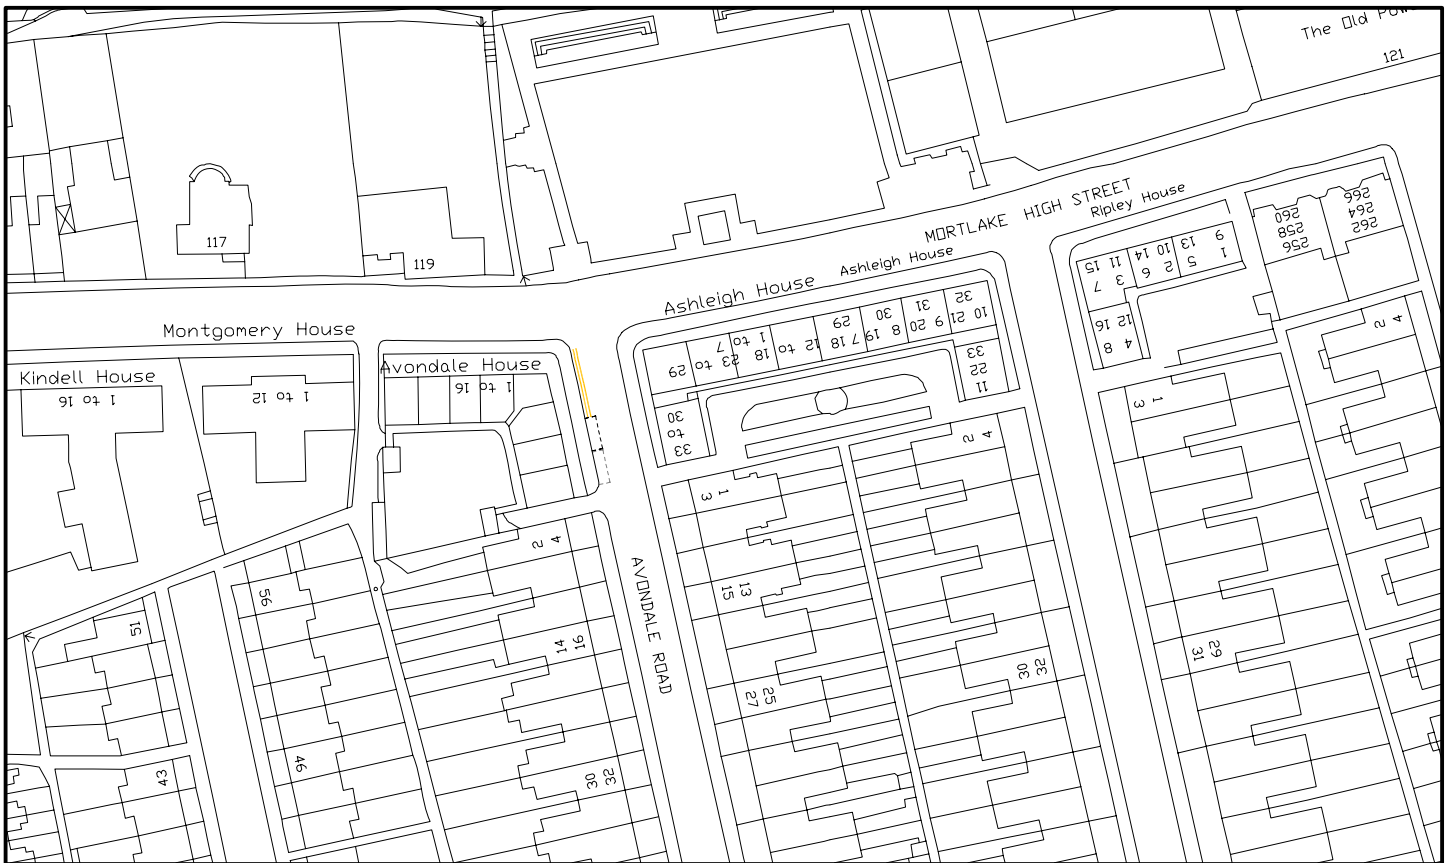 The Old
121
117
119
MORTLAKE HIGH STREET
Ripley House
Ashleigh House
Ashleigh House
Montgomery House
Avondale House
Kindell House
1 to 16
1 to 12
1 to 16
29
23 to
1 to 7
18
12 to
29
18 7
30
19 8
31
20 9
32
21 10
33
22
11
30
to
33
15 11 14 10 13 9
7 3 6 2 5 1
16 12
8 4
260
258
256
266
264
262
2 4
3 1
2 4
3 1
2 4
AVONDALE ROAD
15 13
14 16
27 25
30 32
31 29
30 32
56
46
51
43